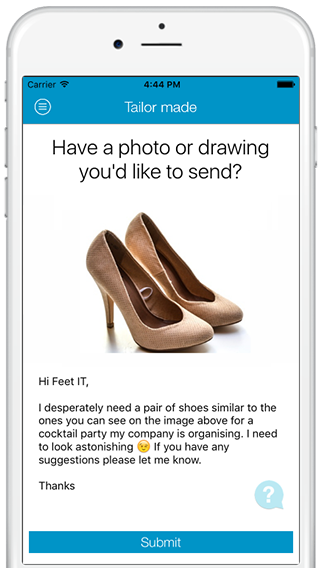 Carrier 4:44 PM
Tailor made
Have a photo or drawing
you'd like to send?
Hi Feet IT,
I desperately need a pair of shoes similar to the
ones you can see on the image above for a
cocktail party my company is organising. I need
to look astonishing 😉 If you have any
suggestions please let me know.
Thanks
?
Submit